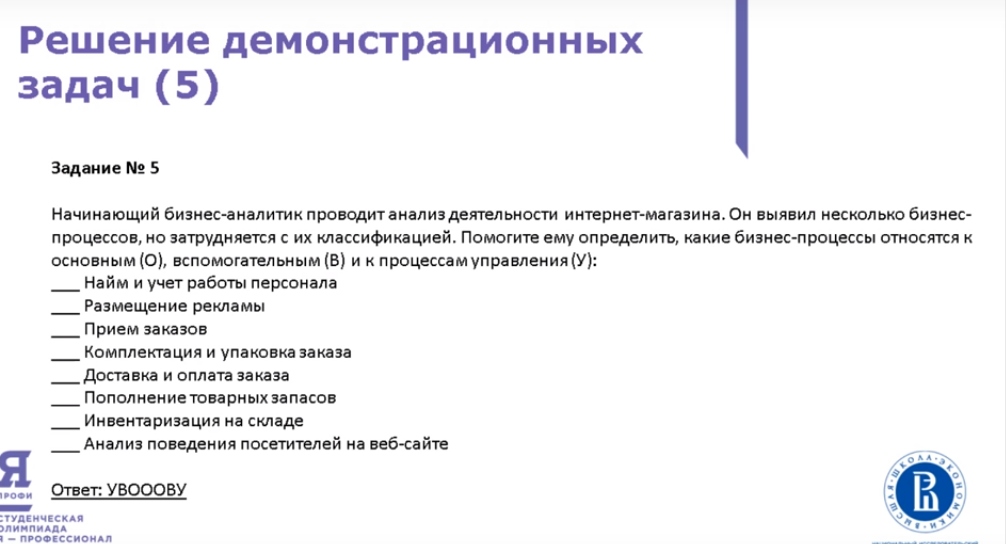 Решение демонстрационных
задач (5)
Задание № 5
Начинающий бизнес-аналитик проводит анализ деятельности интернет-магазина. Он выявил несколько бизнес-
процессов, но затрудняется с их классификацией. Помогите ему определить, какие бизнес-процессы относятся к
основным (О), вспомогательным (В) и к процессам управления (У):
___ Найм и учет работы персонала
___ Размещение рекламы
___ Прием заказов
___ Комплектация и упаковка заказа
___ Доставка и оплата заказа
___ Пополнение товарных запасов
___ Инвентаризация на складе
___ Анализ поведения посетителей на веб-сайте
Ответ: УВОООВУ
Я
ПРОФИ
СТУДЕНЧЕСКАЯ
ОЛИМПИАДА
Я — ПРОФЕССИОНАЛ
ВЫСШАЯ · ШКОЛА · ЭКОНОМИКИ